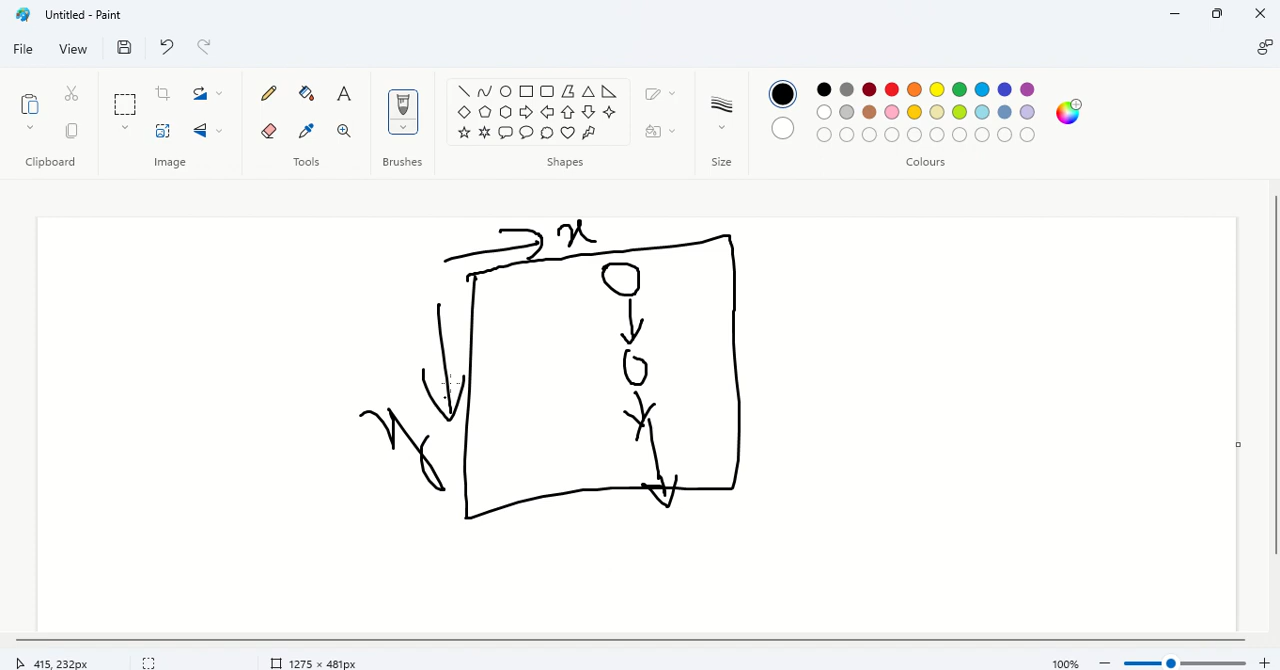 Untitled - Paint
File View
Clipboard Image Tools Brushes Shapes Size Colours
x
y
415, 232px 1275 × 481px 100%